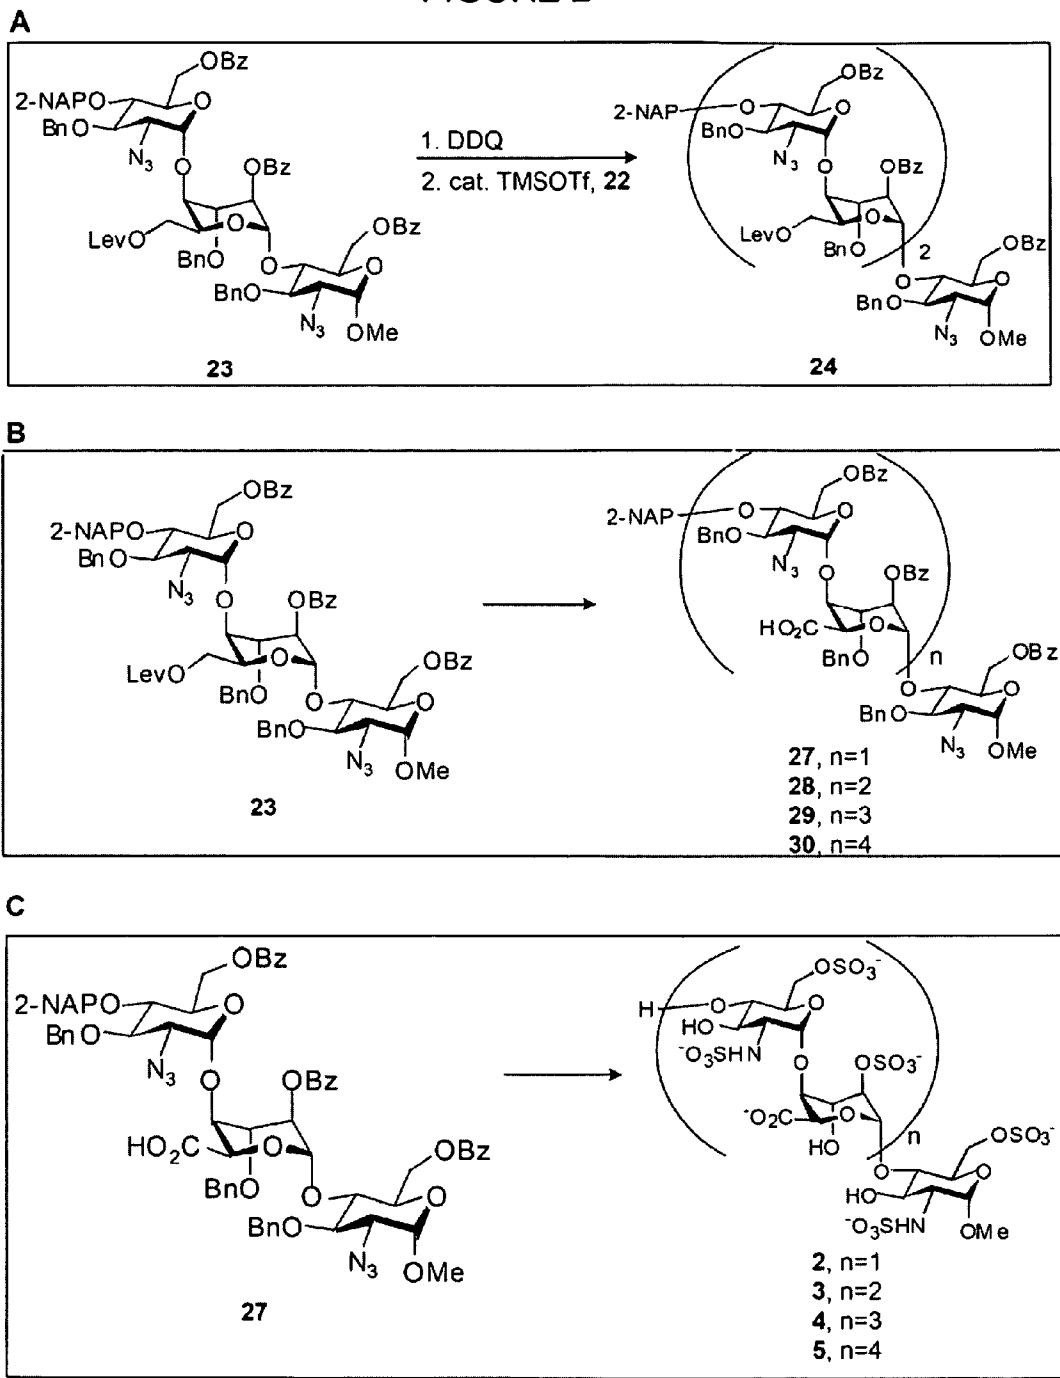 FIGURE 2
A
OBz
2-NAPO
O
BnO
N3
O
OBz
LevO
O
BnO
O
OBz
O
BnO
N3
OMe
23
1. DDQ
2. cat. TMSOTf, 22
OBz
2-NAP
O
O
BnO
N3
O
OBz
LevO
O
BnO
2
O
OBz
O
BnO
N3
OMe
24
B
OBz
2-NAPO
O
BnO
N3
O
OBz
LevO
O
BnO
O
OBz
O
BnO
N3
OMe
23
OBz
2-NAP
O
O
BnO
N3
O
OBz
HO2C
O
BnO
n
O
OBz
O
BnO
N3
OMe
27, n=1
28, n=2
29, n=3
30, n=4
C
OBz
2-NAPO
O
BnO
N3
O
OBz
HO2C
O
BnO
O
OBz
O
BnO
N3
OMe
27
OSO3-
H
O
O
HO
-O3SHN
O
OSO3-
-O2C
O
HO
n
O
OSO3-
O
HO
-O3SHN
OMe
2, n=1
3, n=2
4, n=3
5, n=4